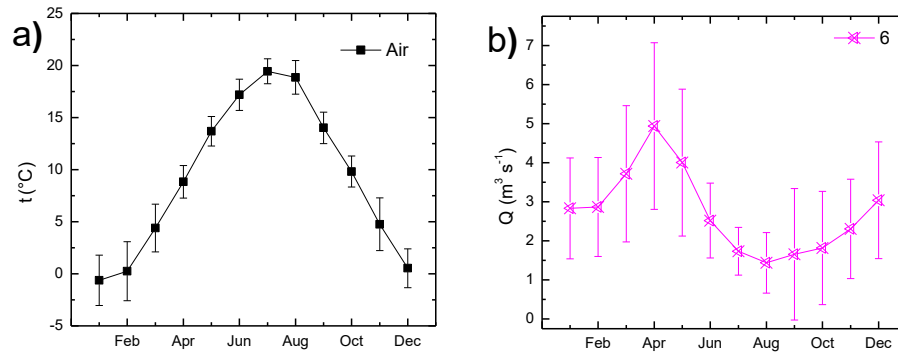 a)
Air
t (°C)
25
20
15
10
5
0
-5
Feb Apr Jun Aug Oct Dec
b)
6
Q (m³ s⁻¹)
7
6
5
4
3
2
1
0
Feb Apr Jun Aug Oct Dec